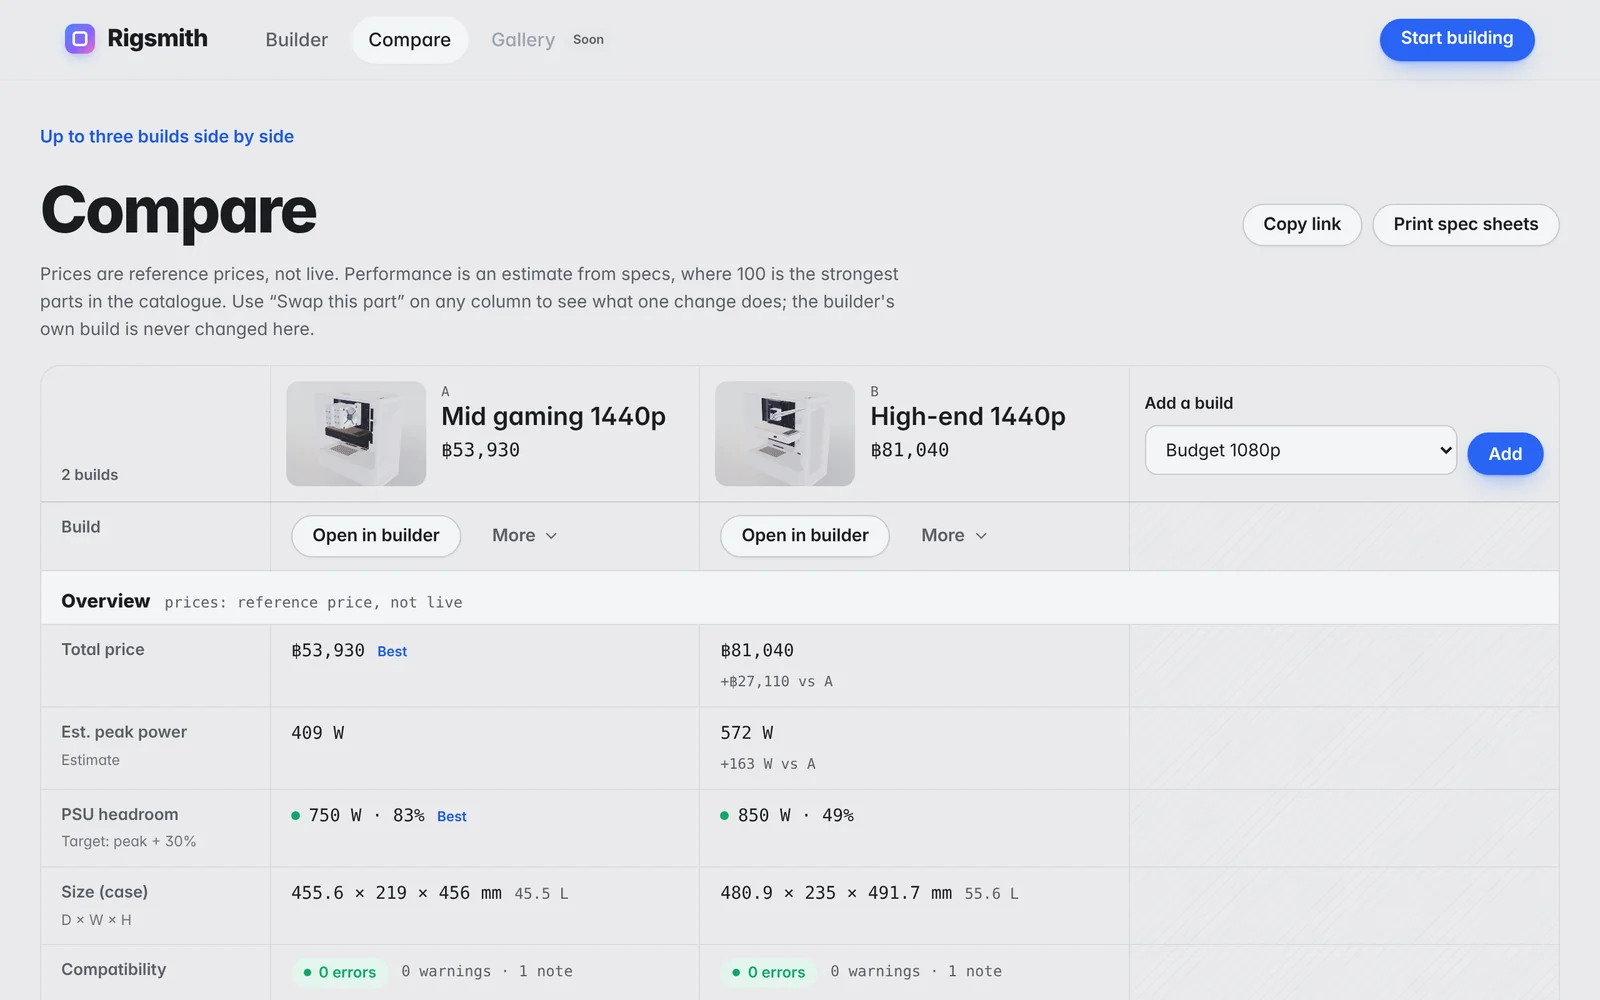 Rigsmith
Builder
Compare
Gallery
Soon
Start building
Up to three builds side by side
Compare
Copy link
Print spec sheets
Prices are reference prices, not live. Performance is an estimate from specs, where 100 is the strongest
parts in the catalogue. Use “Swap this part” on any column to see what one change does; the builder's
own build is never changed here.
2 builds
A
Mid gaming 1440p
฿53,930
B
High-end 1440p
฿81,040
Add a build
Budget 1080p
Add
Build
Open in builder
More
Open in builder
More
Overview prices: reference price, not live
Total price
฿53,930 Best
฿81,040
+฿27,110 vs A
Est. peak power
Estimate
409 W
572 W
+163 W vs A
PSU headroom
Target: peak + 30%
750 W · 83% Best
850 W · 49%
Size (case)
D × W × H
455.6 × 219 × 456 mm 45.5 L
480.9 × 235 × 491.7 mm 55.6 L
Compatibility
0 errors 0 warnings · 1 note
0 errors 0 warnings · 1 note